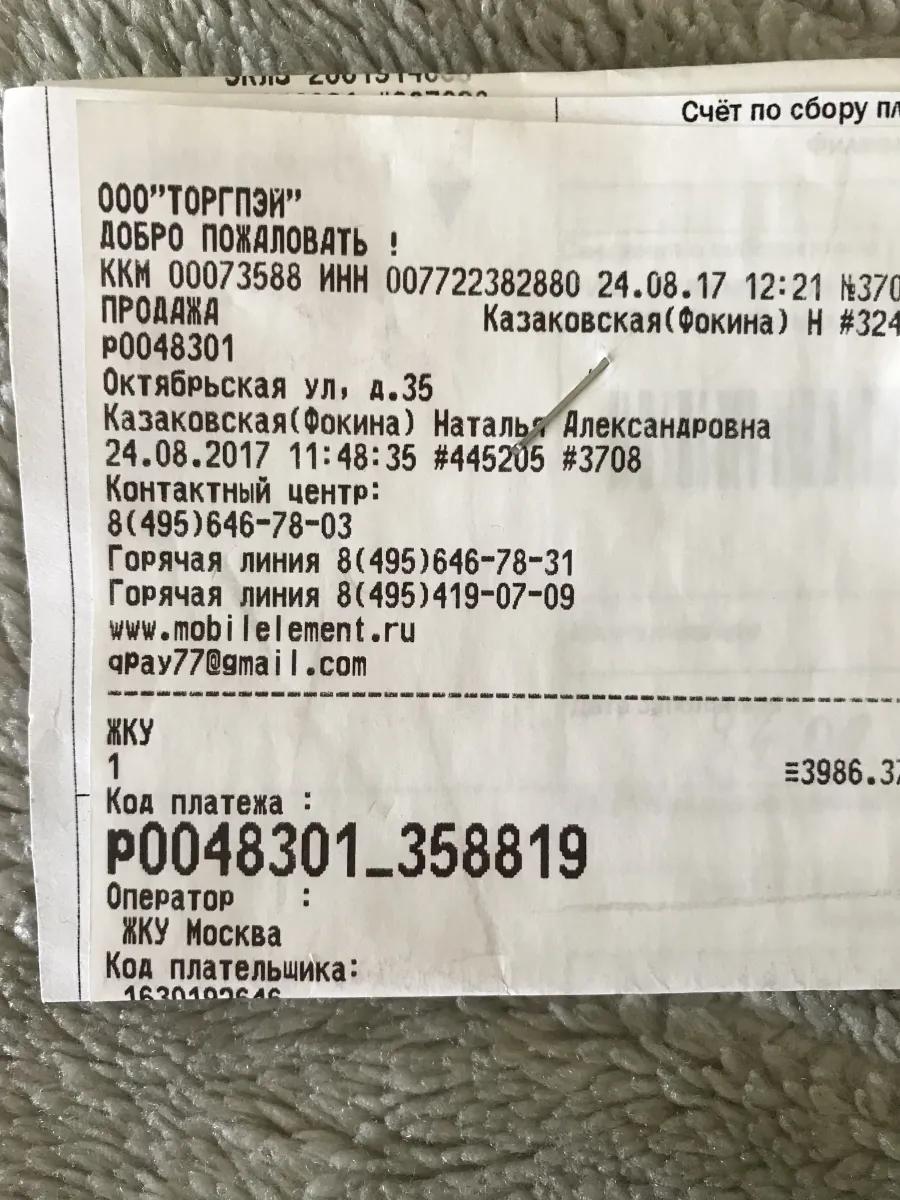 Счёт по сбору
ООО"ТОРГПЭЙ"
ДОБРО ПОЖАЛОВАТЬ !
ККМ 00073588 ИНН 007722382880 24.08.17 12:21 №370
ПРОДАЖА Казаковская(Фокина) Н #324
P0048301
Октябрьская ул, д.35
Казаковская(Фокина) Наталья Александровна
24.08.2017 11:48:35 #445205 #3708
Контактный центр:
8(495)646-78-03
Горячая линия 8(495)646-78-31
Горячая линия 8(495)419-07-09
www.mobilelement.ru
qPay77@gmail.com
ЖКУ
1 ≡3986.37
Код платежа :
P0048301_358819
Оператор :
ЖКУ Москва
Код плательщика: